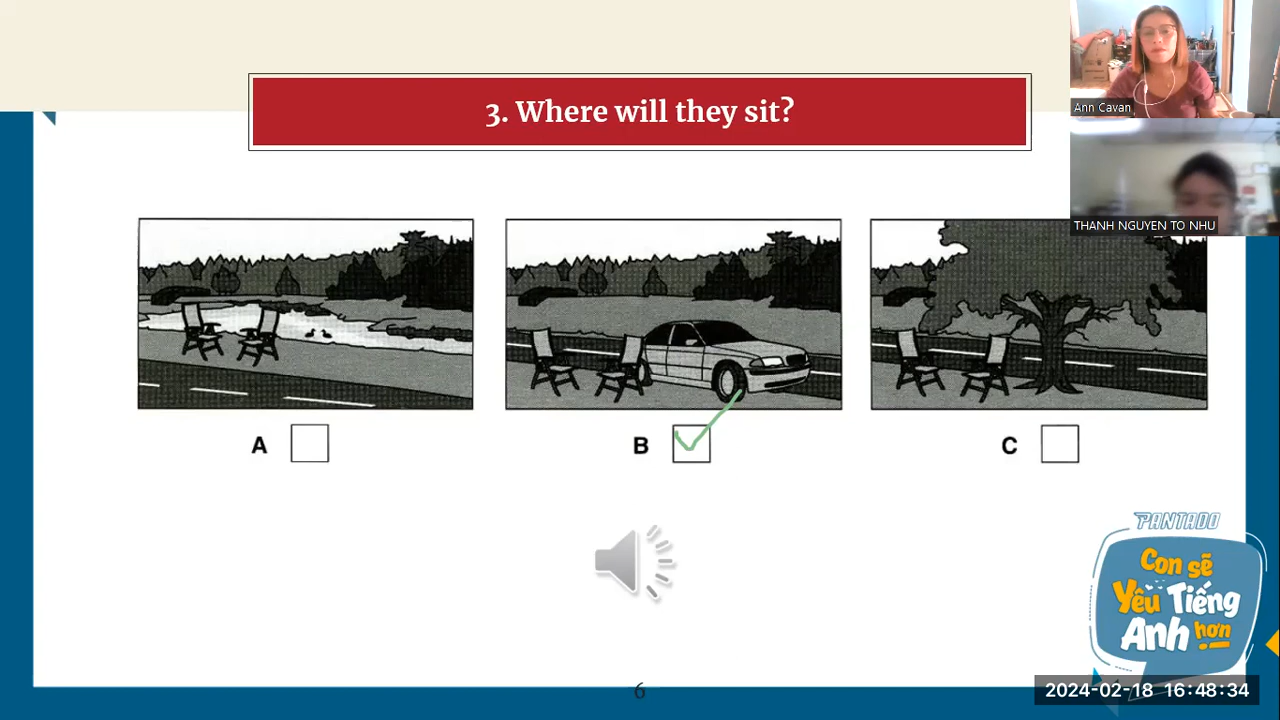 3. Where will they sit?
Ann Cavan
THANH NGUYEN TO NHU
A
B
C
PANTADO
Con sẽ
Yêu Tiếng
Anh hơn
6
2024-02-18 16:48:34